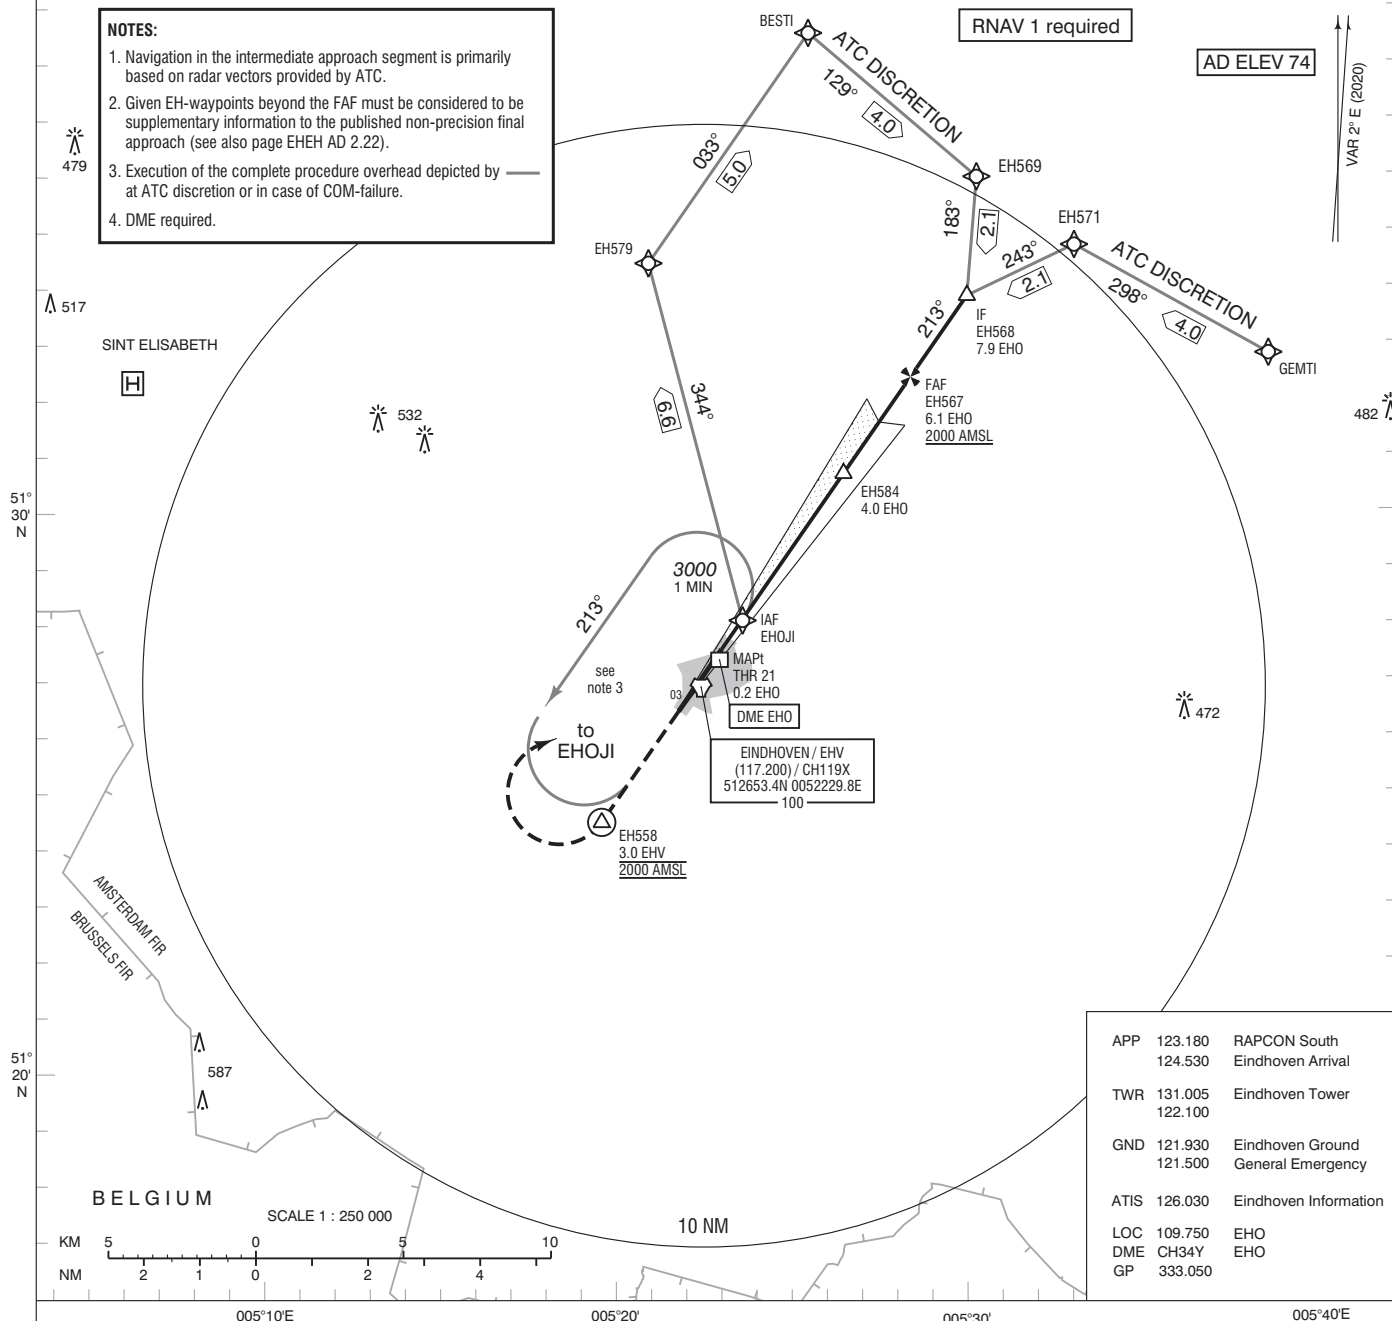 NOTES:
1. Navigation in the intermediate approach segment is primarily
based on radar vectors provided by ATC.
2. Given EH-waypoints beyond the FAF must be considered to be
supplementary information to the published non-precision final
approach (see also page EHEH AD 2.22).
3. Execution of the complete procedure overhead depicted by
at ATC discretion or in case of COM-failure.
4. DME required.
RNAV 1 required
AD ELEV 74
VAR 2° E (2020)
BESTI
ATC DISCRETION
129°
4.0
033°
5.0
EH569
183°
2.1
EH571
243°
2.1
ATC DISCRETION
298°
4.0
GEMTI
EH579
479
517
SINT ELISABETH
H
532
482
213°
IF
EH568
7.9 EHO
FAF
EH567
6.1 EHO
2000 AMSL
344°
6.6
EH584
4.0 EHO
51°
30'
N
3000
1 MIN
213°
see
note 3
IAF
EHOJI
MAPt
THR 21
0.2 EHO
03
DME EHO
to
EHOJI
EINDHOVEN / EHV
(117.200) / CH119X
512653.4N 0052229.8E
100
472
EH558
3.0 EHV
2000 AMSL
AMSTERDAM FIR
BRUSSELS FIR
51°
20'
N
587
APP 123.180 RAPCON South
124.530 Eindhoven Arrival
TWR 131.005 Eindhoven Tower
122.100
GND 121.930 Eindhoven Ground
121.500 General Emergency
ATIS 126.030 Eindhoven Information
LOC 109.750 EHO
DME CH34Y EHO
GP 333.050
BELGIUM
SCALE 1 : 250 000
10 NM
KM 5 0 5 10
NM 2 1 0 2 4
005°10'E
005°20'
005°30'
005°40'E